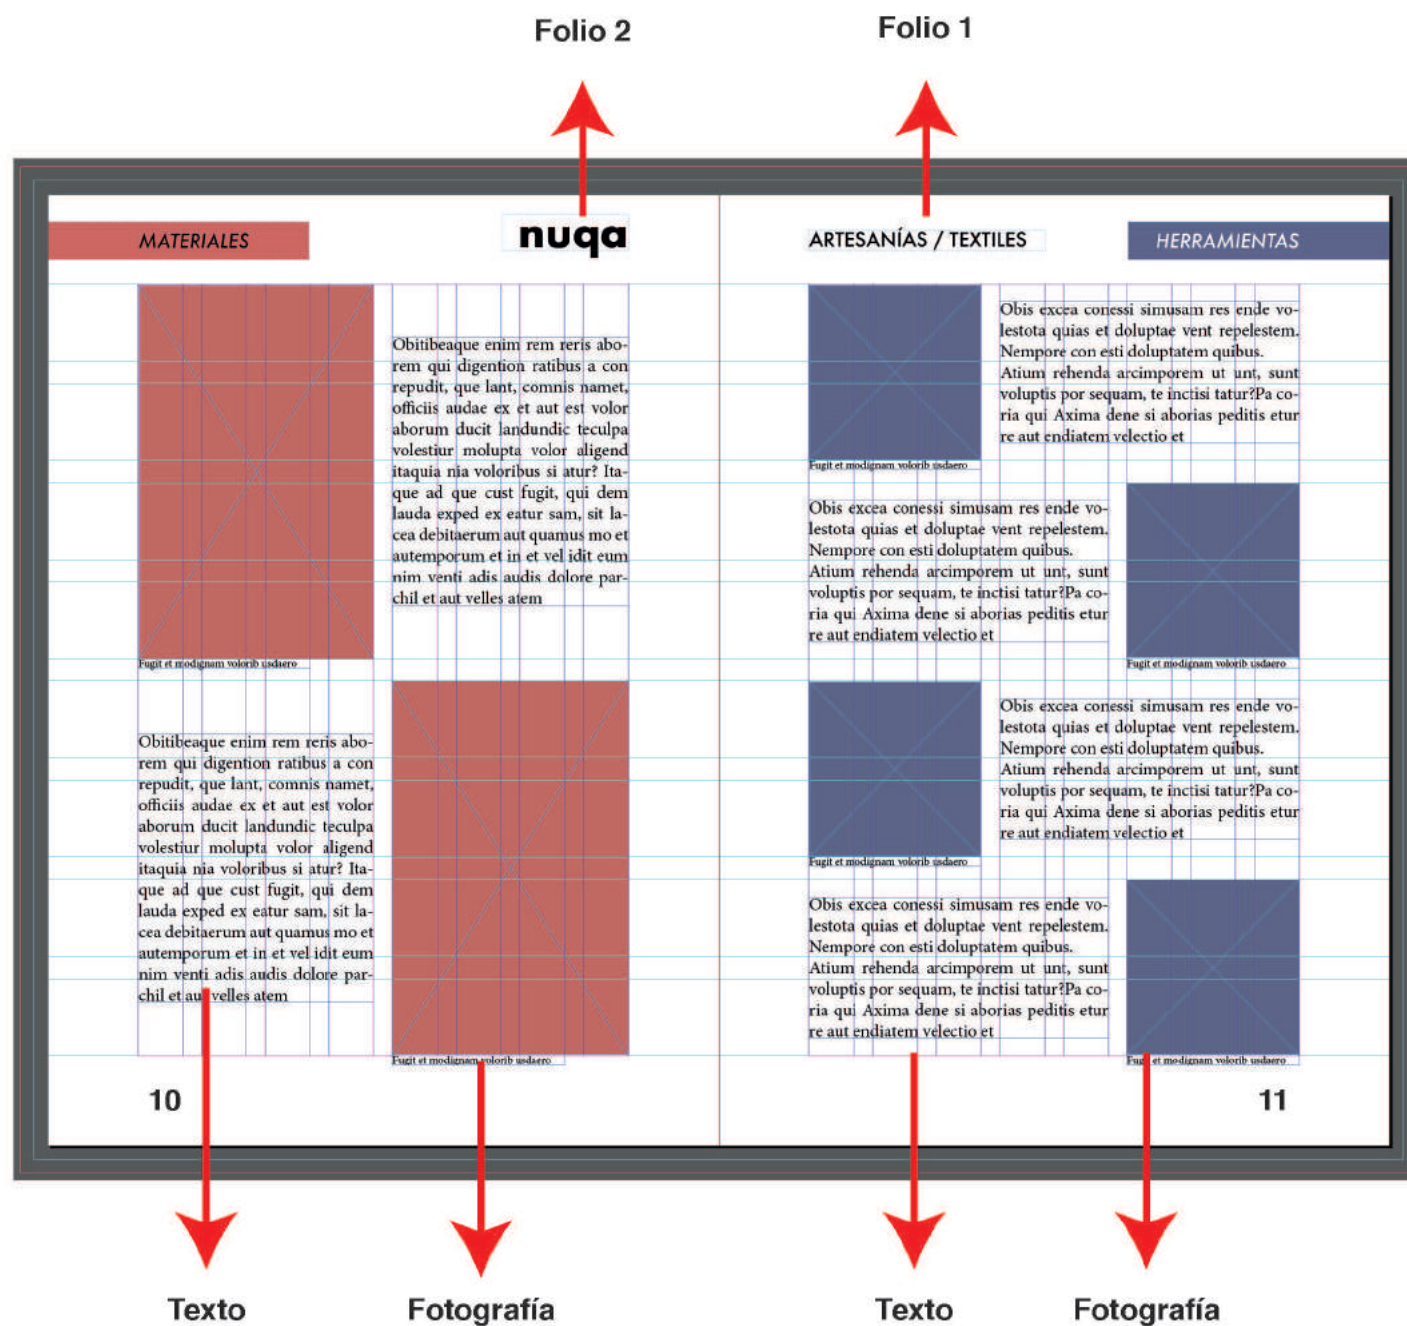 Folio 2
Folio 1
MATERIALES
nuqa
ARTESANÍAS / TEXTILES
HERRAMIENTAS
Obitibeaque enim rem reris abo-
rem qui digention ratibus a con
repudit, que lant, comnis namet,
officiis audae ex et aut est volor
aborum ducit landundic teculpa
volestiur molupta volor aligend
itaquia nia voloribus si atur? Ita-
que ad que cust fugit, qui dem
lauda exped ex eatur sam, sit la-
cea debitaerum aut quamus mo et
autemporum et in et vel idit eum
nim venti adis audis dolore par-
chil et aut velles atem
Fugit et modignam volorib usdaero
Obitibeaque enim rem reris abo-
rem qui digention ratibus a con
repudit, que lant, comnis namet,
officiis audae ex et aut est volor
aborum ducit landundic teculpa
volestiur molupta volor aligend
itaquia nia voloribus si atur? Ita-
que ad que cust fugit, qui dem
lauda exped ex eatur sam, sit la-
cea debitaerum aut quamus mo et
autemporum et in et vel idit eum
nim venti adis audis dolore par-
chil et aut velles atem
Fugit et modignam volorib usdaero
10
Obis excea conessi simusam res ende vo-
lestota quias et doluptae vent repelestem.
Nempore con esti doluptatem quibus.
Atium rehenda arcimporem ut unt, sunt
voluptis por sequam, te inctisi tatur?Pa co-
ria qui Axima dene si aborias peditis etur
re aut endiatem velectio et
Fugit et modignam volorib usdaero
Obis excea conessi simusam res ende vo-
lestota quias et doluptae vent repelestem.
Nempore con esti doluptatem quibus.
Atium rehenda arcimporem ut unt, sunt
voluptis por sequam, te inctisi tatur?Pa co-
ria qui Axima dene si aborias peditis etur
re aut endiatem velectio et
Fugit et modignam volorib usdaero
Obis excea conessi simusam res ende vo-
lestota quias et doluptae vent repelestem.
Nempore con esti doluptatem quibus.
Atium rehenda arcimporem ut unt, sunt
voluptis por sequam, te inctisi tatur?Pa co-
ria qui Axima dene si aborias peditis etur
re aut endiatem velectio et
Fugit et modignam volorib usdaero
Obis excea conessi simusam res ende vo-
lestota quias et doluptae vent repelestem.
Nempore con esti doluptatem quibus.
Atium rehenda arcimporem ut unt, sunt
voluptis por sequam, te inctisi tatur?Pa co-
ria qui Axima dene si aborias peditis etur
re aut endiatem velectio et
Fugit et modignam volorib usdaero
11
Texto
Fotografía
Texto
Fotografía